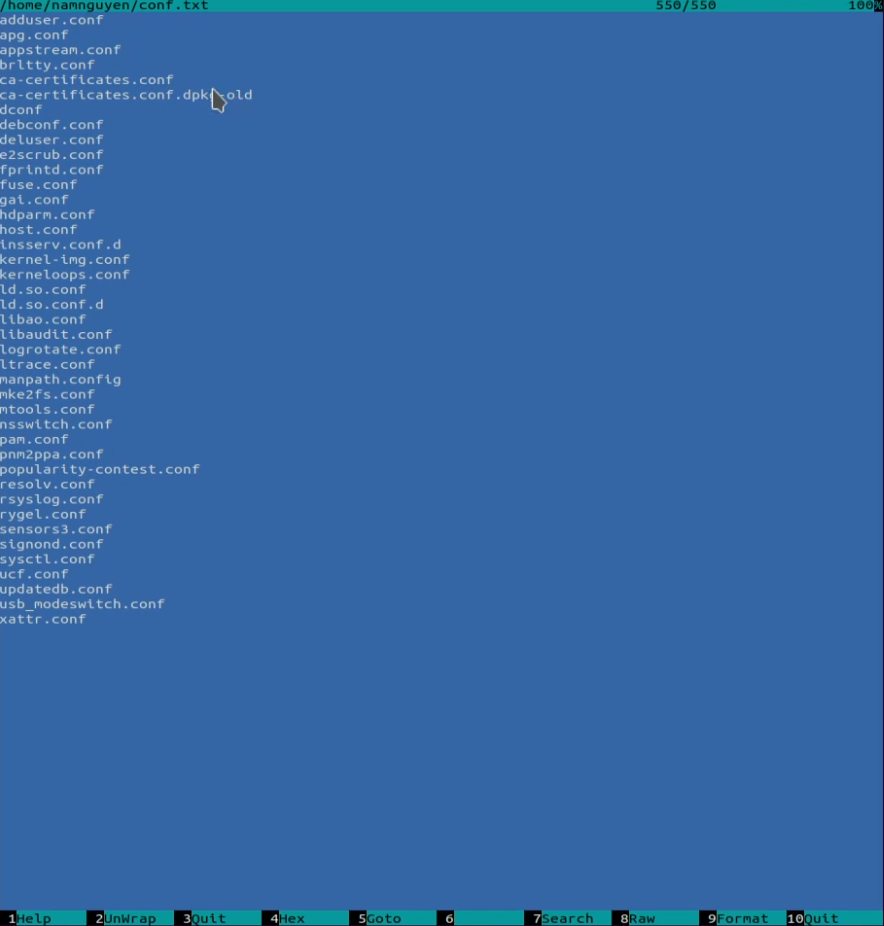 /home/namnguyen/conf.txt 550/550 100%
adduser.conf
apg.conf
appstream.conf
brltty.conf
ca-certificates.conf
ca-certificates.conf.dpkg-old
dconf
debconf.conf
deluser.conf
e2scrub.conf
fprintd.conf
fuse.conf
gai.conf
hdparm.conf
host.conf
insserv.conf.d
kernel-img.conf
kerneloops.conf
ld.so.conf
ld.so.conf.d
libao.conf
libaudit.conf
logrotate.conf
ltrace.conf
manpath.config
mke2fs.conf
mtools.conf
nsswitch.conf
pam.conf
pnm2ppa.conf
popularity-contest.conf
resolv.conf
rsyslog.conf
rygel.conf
sensors3.conf
signond.conf
sysctl.conf
ucf.conf
updatedb.conf
usb_modeswitch.conf
xattr.conf
1Help 2UnWrap 3Quit 4Hex 5Goto 6 7Search 8Raw 9Format 10Quit